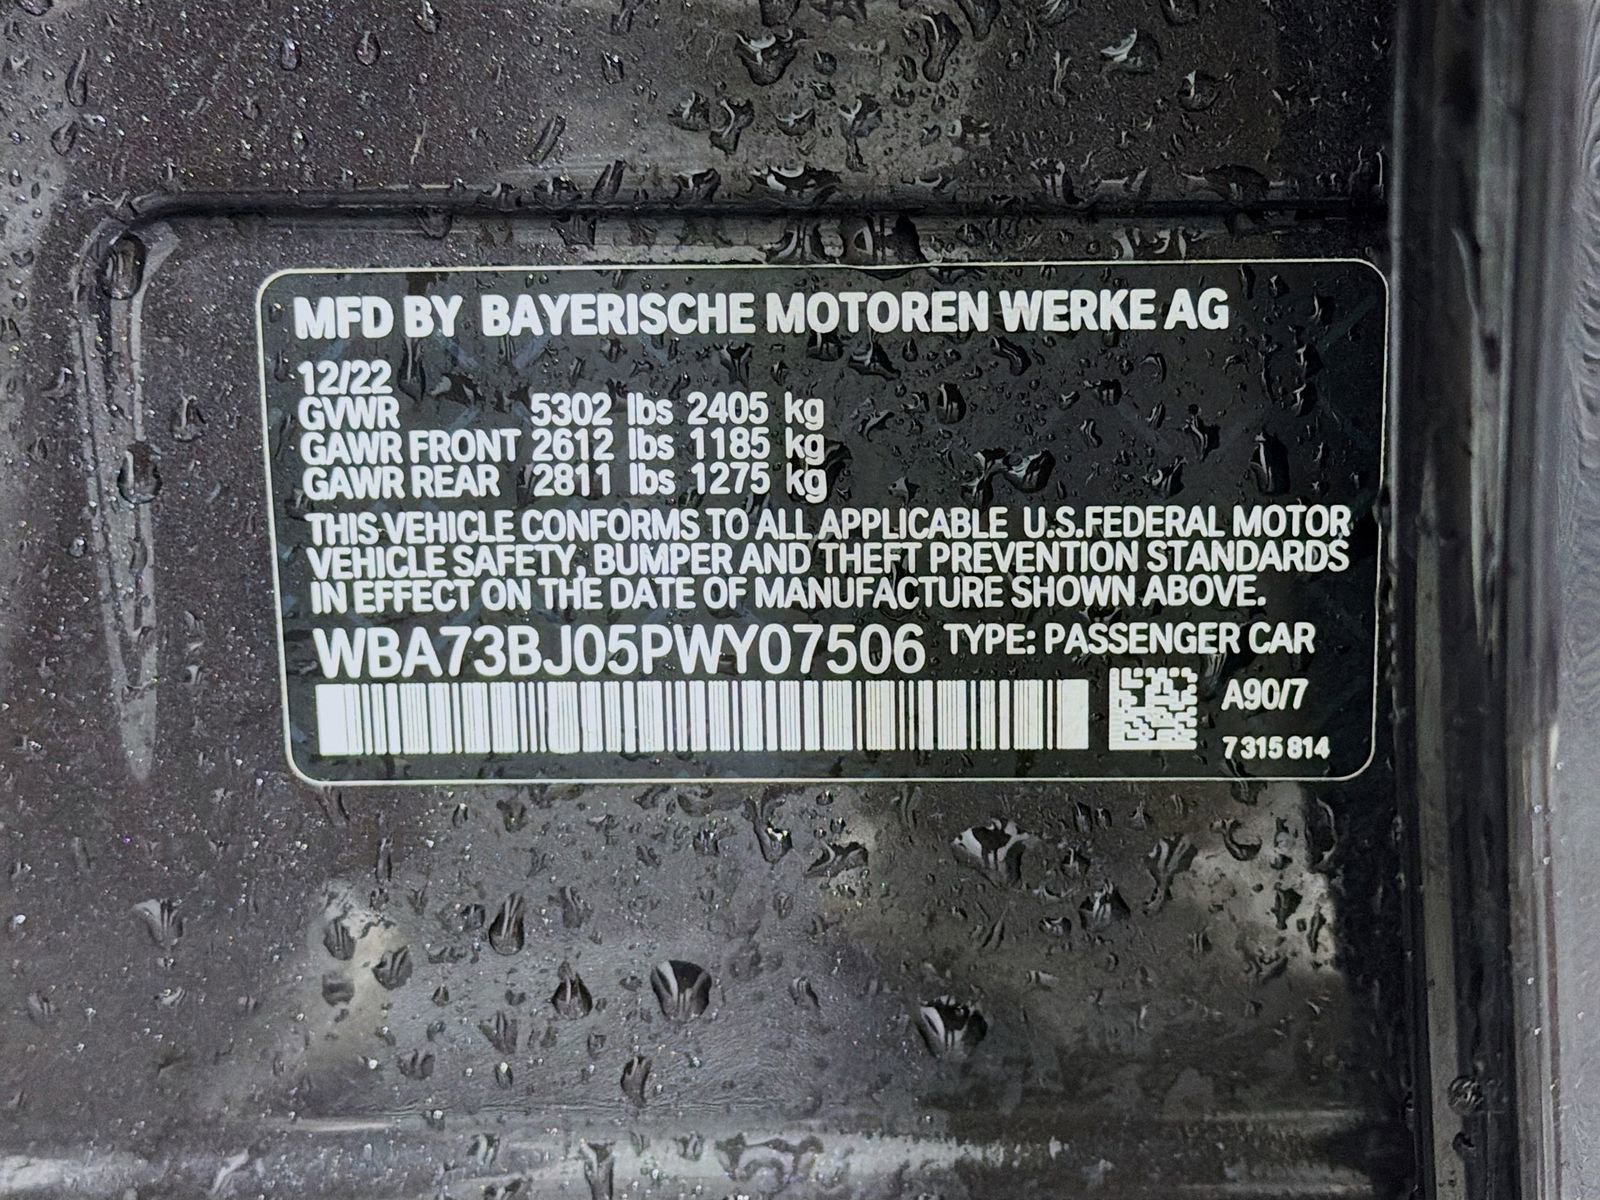 MFD BY BAYERISCHE MOTOREN WERKE AG
12/22
GVWR 5302 lbs 2405 kg
GAWR FRONT 2612 lbs 1185 kg
GAWR REAR 2811 lbs 1275 kg
THIS VEHICLE CONFORMS TO ALL APPLICABLE U.S.FEDERAL MOTOR
VEHICLE SAFETY, BUMPER AND THEFT PREVENTION STANDARDS
IN EFFECT ON THE DATE OF MANUFACTURE SHOWN ABOVE.
WBA73BJ05PWY07506 TYPE: PASSENGER CAR
A90/7
7 315 814